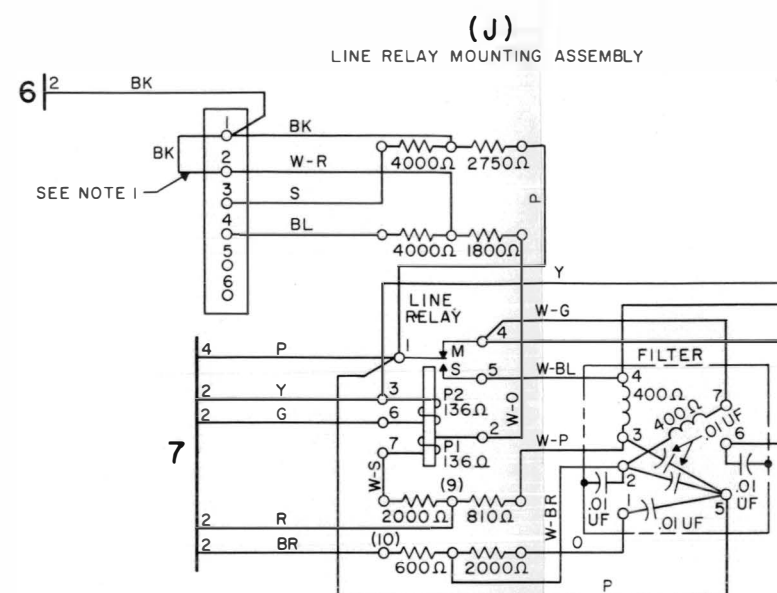 (J)
LINE RELAY MOUNTING ASSEMBLY
6 2 BK
1 BK
4000Ω 2750Ω
BK 2 W-R
SEE NOTE 1
3 S
P
4 BL
4000Ω 1800Ω
5
6
Y
LINE
RELAY
W-G
4
4 P 1 M
FILTER
S 5 W-BL 4
400Ω
2 Y 3 P2
136Ω
W-O
400Ω 7
2 G 6
.01 UF
7
2 W-P 3 6
7 P1
136Ω
W-S
2
.01
UF
.01
UF
5
(9)
2000Ω 810Ω
W-BR
1
.01 UF
2 R
2 BR (10)
600Ω 2000Ω
O
P